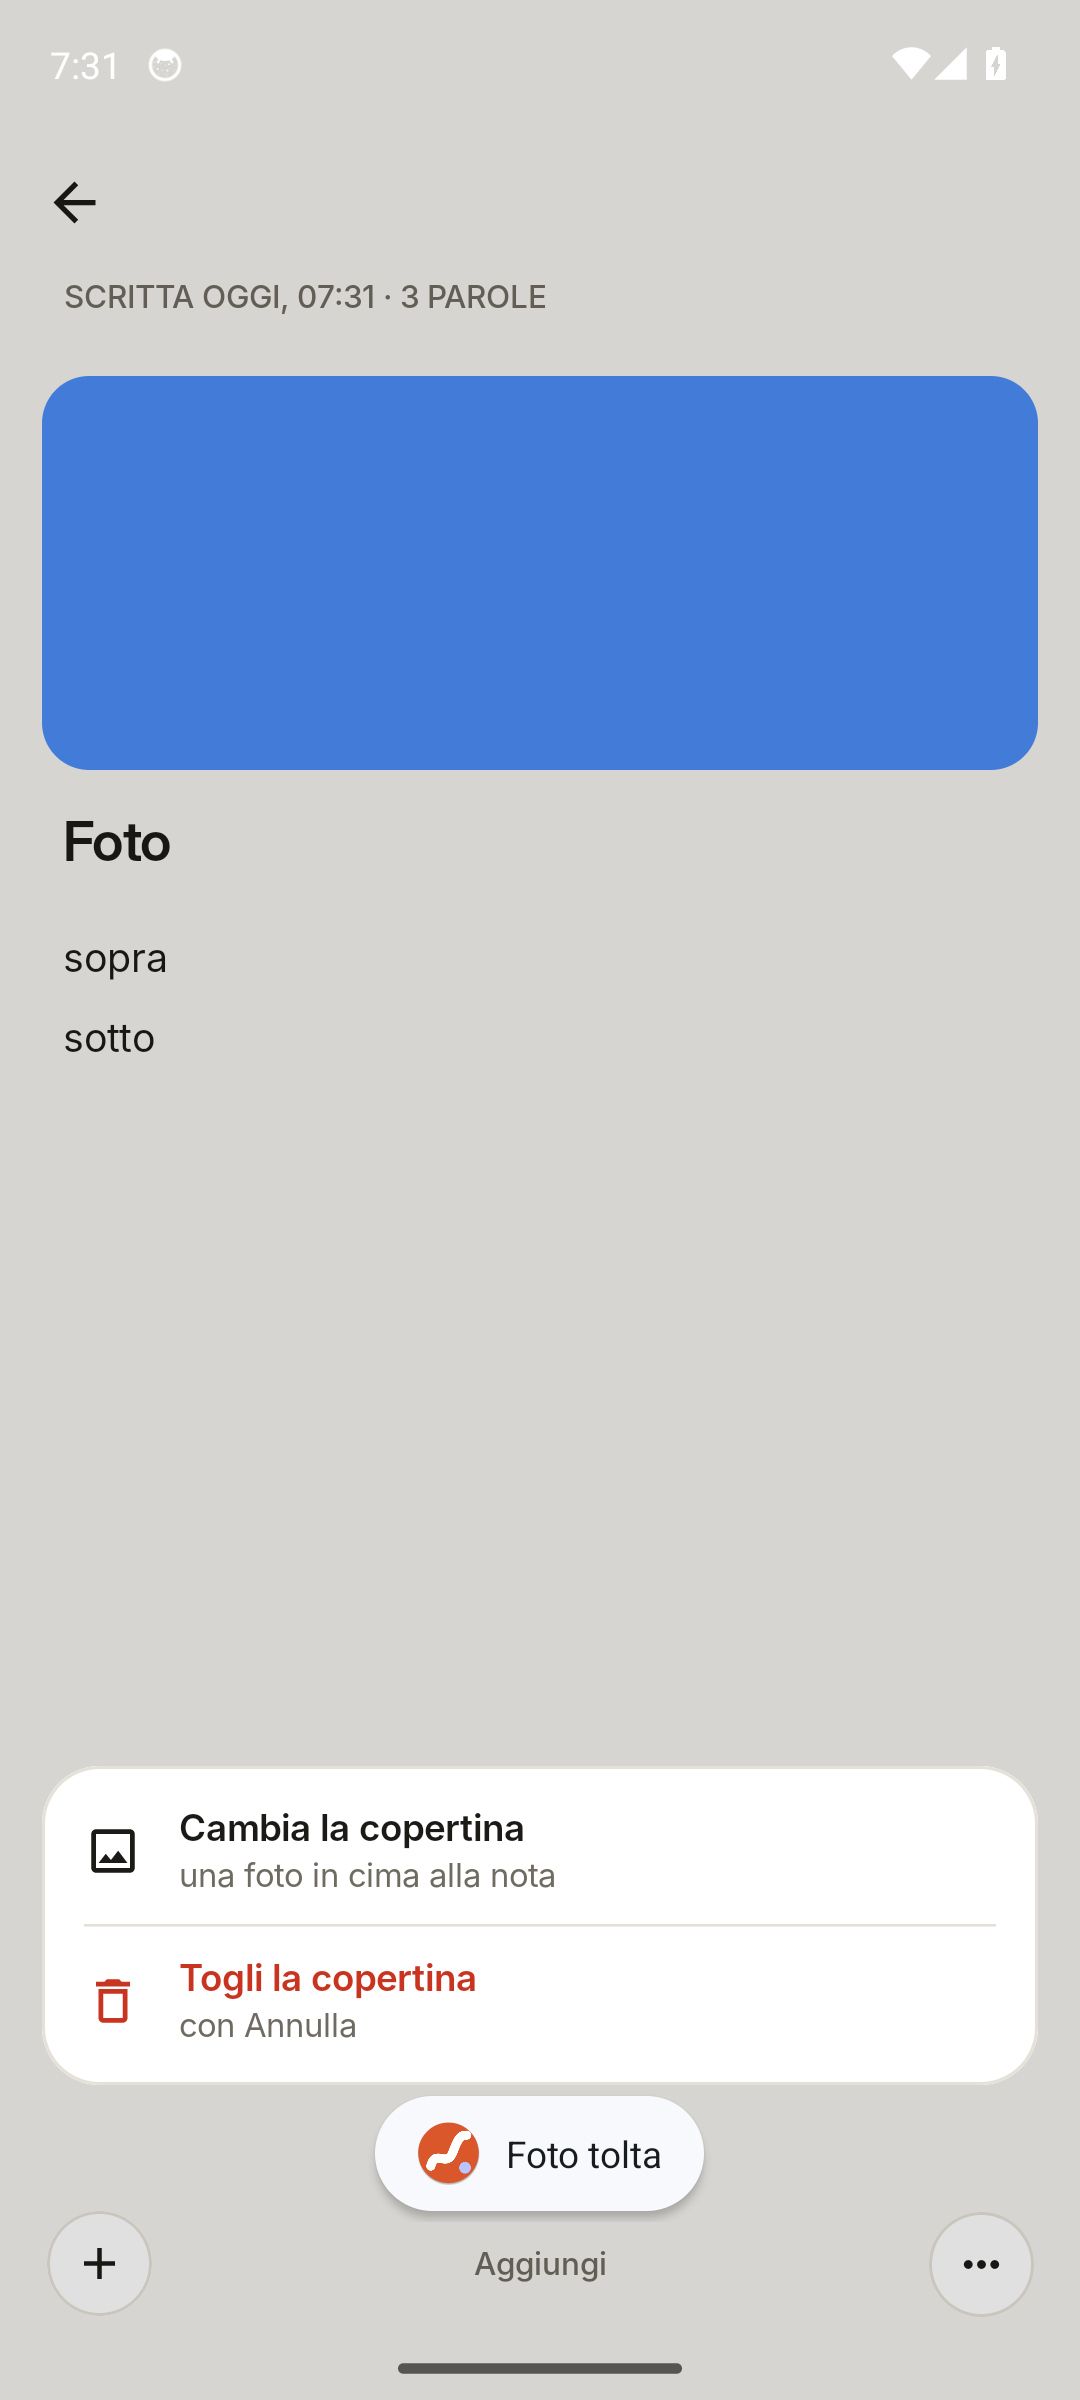 7:31
SCRITTA OGGI, 07:31 · 3 PAROLE
Foto
sopra
sotto
Cambia la copertina
una foto in cima alla nota
Togli la copertina
con Annulla
Foto tolta
Aggiungi